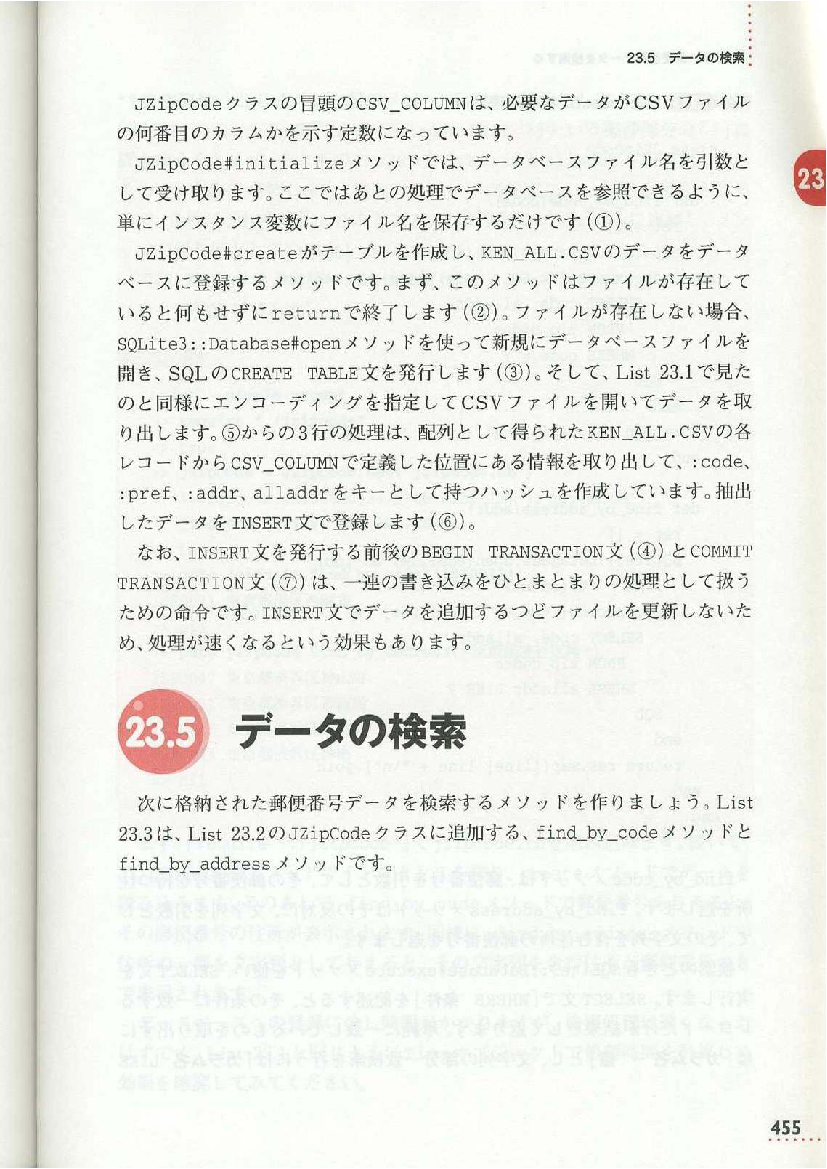 23.5 データの検索
JZipCodeクラスの冒頭のCSV_COLUMNは、必要なデータがCSVファイル
の何番目のカラムかを示す定数になっています。
JZipCode#initializeメソッドでは、データベースファイル名を引数と
して受け取ります。ここではあとの処理でデータベースを参照できるように、
単にインスタンス変数にファイル名を保存するだけです(①)。
JZipCode#createがテーブルを作成し、KEN_ALL.CSVのデータをデータ
ベースに登録するメソッドです。まず、このメソッドはファイルが存在して
いると何もせずにreturnで終了します(②)。ファイルが存在しない場合、
SQLite3::Database#openメソッドを使って新規にデータベースファイルを
開き、SQLのCREATE TABLE文を発行します(③)。そして、List 23.1で見た
のと同様にエンコーディングを指定してCSVファイルを開いてデータを取
り出します。⑤からの3行の処理は、配列として得られたKEN_ALL.CSVの各
レコードからCSV_COLUMNで定義した位置にある情報を取り出して、:code、
:pref、:addr、alladdrをキーとして持つハッシュを作成しています。抽出
したデータをINSERT文で登録します(⑥)。
なお、INSERT文を発行する前後のBEGIN TRANSACTION文(④)とCOMMIT
TRANSACTION文(⑦)は、一連の書き込みをひとまとまりの処理として扱う
ための命令です。INSERT文でデータを追加するつどファイルを更新しないた
め、処理が速くなるという効果もあります。
23
23.5 データの検索
次に格納された郵便番号データを検索するメソッドを作りましょう。List
23.3は、List 23.2のJZipCodeクラスに追加する、find_by_codeメソッドと
find_by_addressメソッドです。
455